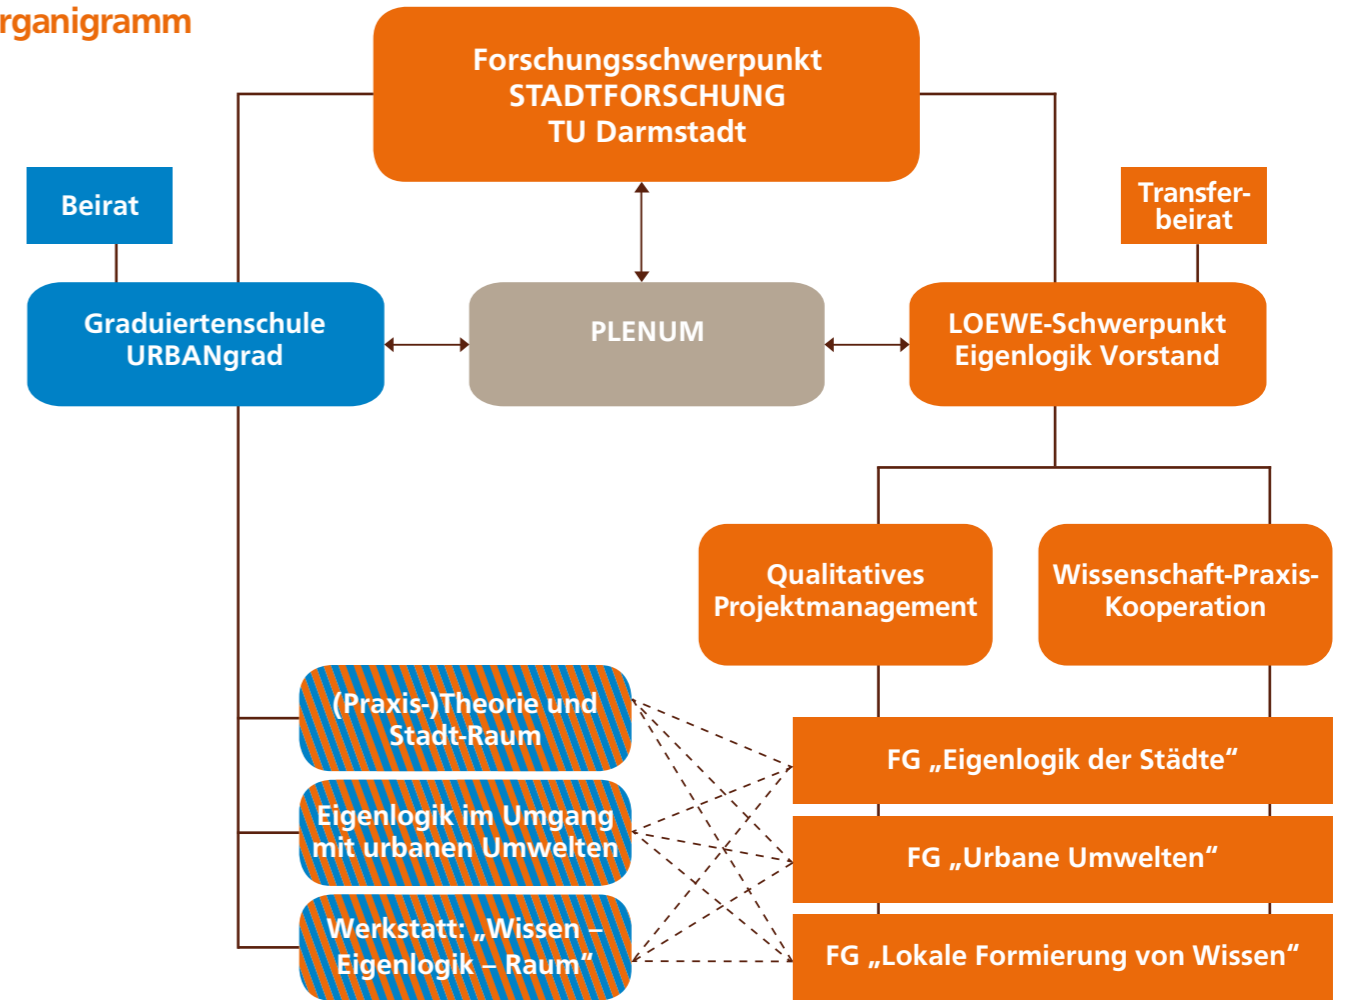 rganigramm
Forschungsschwerpunkt
STADTFORSCHUNG
TU Darmstadt
Beirat
Transfer-
beirat
Graduiertenschule
URBANgrad
PLENUM
LOEWE-Schwerpunkt
Eigenlogik Vorstand
Qualitatives
Projektmanagement
Wissenschaft-Praxis-
Kooperation
(Praxis-)Theorie und
Stadt-Raum
Eigenlogik im Umgang
mit urbanen Umwelten
Werkstatt: „Wissen –
Eigenlogik – Raum“
FG „Eigenlogik der Städte“
FG „Urbane Umwelten“
FG „Lokale Formierung von Wissen“